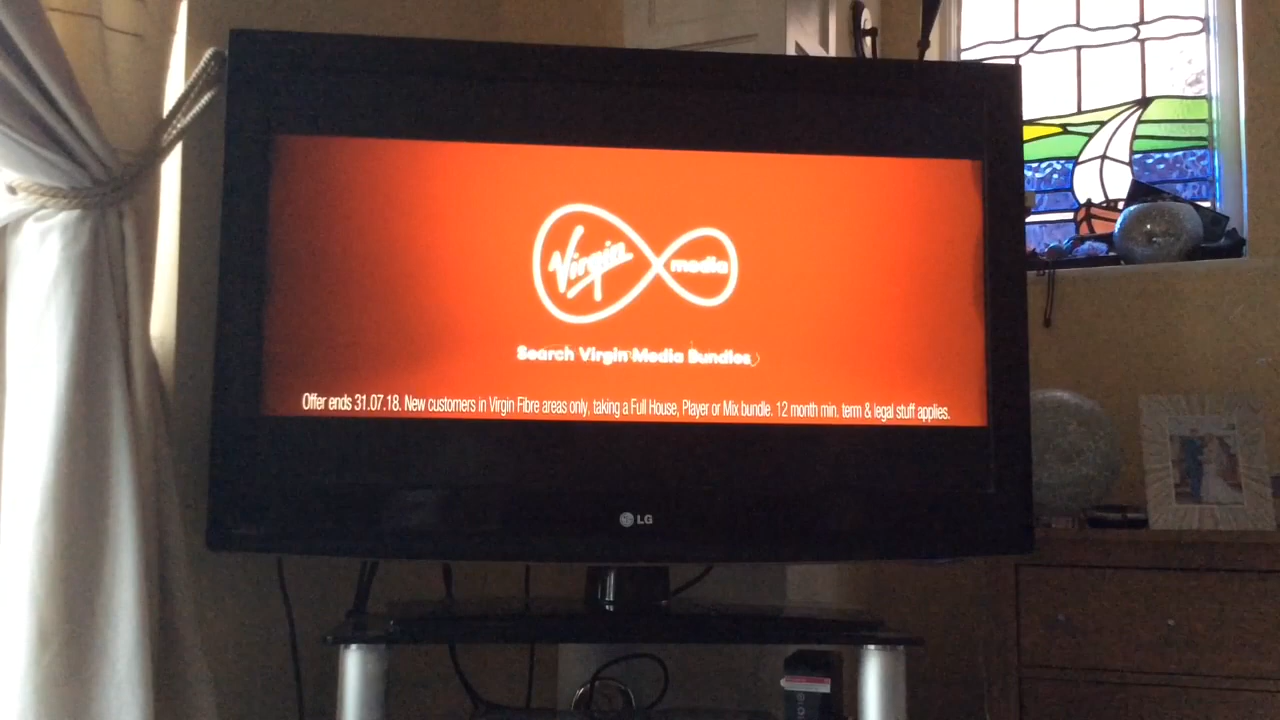 Virgin media
Search Virgin Media Bundles
Offer ends 31.07.18. New customers in Virgin Fibre areas only, taking a Full House, Player or Mix bundle. 12 month min. term & legal stuff applies.
LG